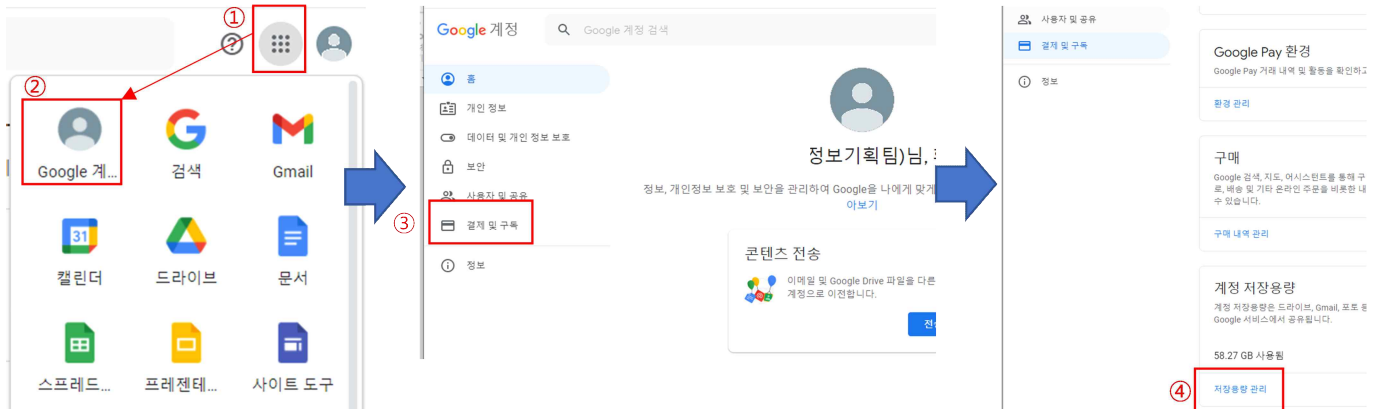 ①
②
Google 계...
검색
Gmail
31
캘린더
드라이브
문서
스프레드...
프레젠테...
사이트 도구
Google 계정
Google 계정 검색
홈
개인 정보
데이터 및 개인 정보 보호
보안
사용자 및 공유
③
결제 및 구독
정보
정보기획팀)님,
정보, 개인정보 보호 및 보안을 관리하여 Google을 나에게 맞게
아보기
콘텐츠 전송
이메일 및 Google Drive 파일을 다른
계정으로 이전합니다.
사용자 및 공유
결제 및 구독
정보
Google Pay 환경
Google Pay 거래 내역 및 활동을 확인하고
환경 관리
구매
Google 검색, 지도, 어시스턴트를 통해 구
로, 배송 및 기타 온라인 주문을 비롯한 내
수 있습니다.
구매 내역 관리
계정 저장용량
계정 저장용량은 드라이브, Gmail, 포토 등
Google 서비스에서 공유됩니다.
58.27 GB 사용됨
④
저장용량 관리